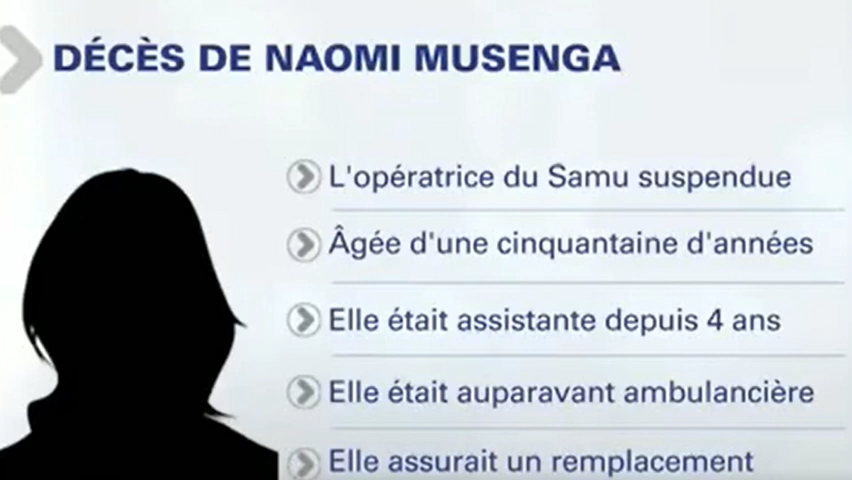 DÉCÈS DE NAOMI MUSENGA
L'opératrice du Samu suspendue
Âgée d'une cinquantaine d'années
Elle était assistante depuis 4 ans
Elle était auparavant ambulancière
Elle assurait un remplacement